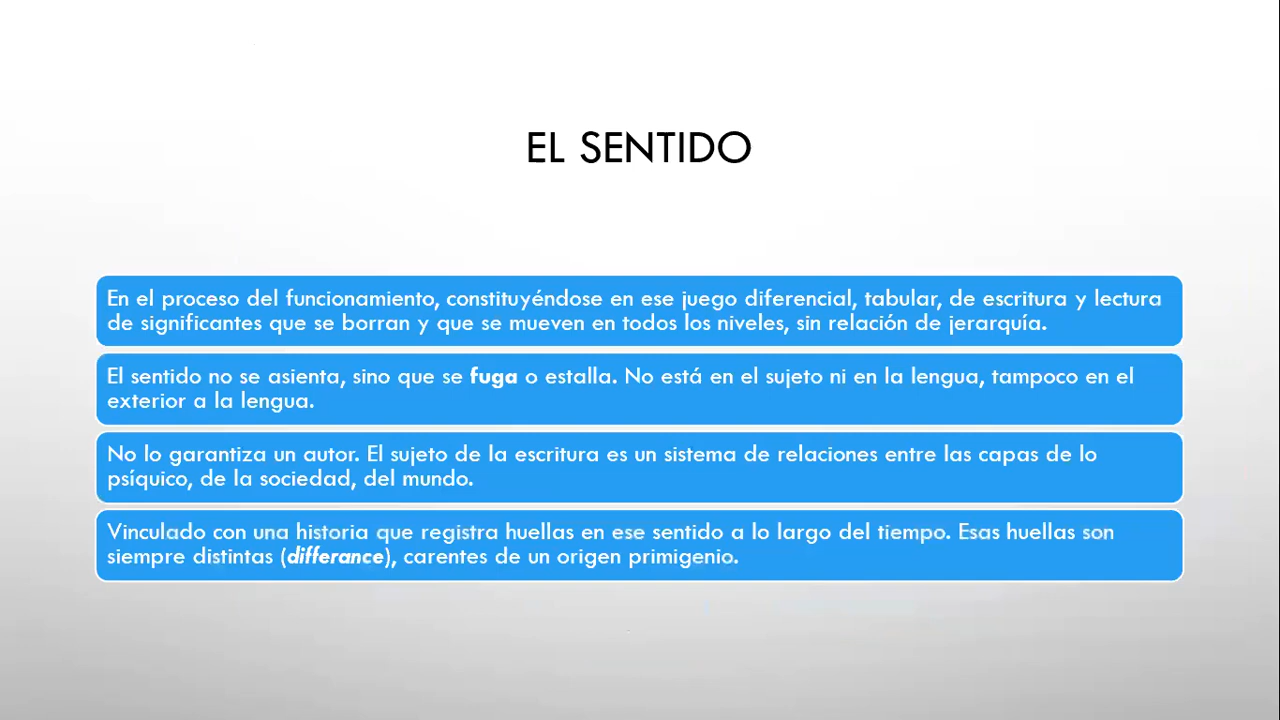 EL SENTIDO
En el proceso del funcionamiento, constituyéndose en ese juego diferencial, tabular, de escritura y lectura
de significantes que se borran y que se mueven en todos los niveles, sin relación de jerarquía.
El sentido no se asienta, sino que se fuga o estalla. No está en el sujeto ni en la lengua, tampoco en el
exterior a la lengua.
No lo garantiza un autor. El sujeto de la escritura es un sistema de relaciones entre las capas de lo
psíquico, de la sociedad, del mundo.
Vinculado con una historia que registra huellas en ese sentido a lo largo del tiempo. Esas huellas son
siempre distintas (differance), carentes de un origen primigenio.